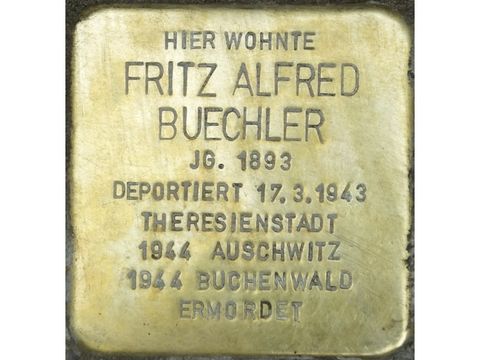 HIER WOHNTE
FRITZ ALFRED
BUECHLER
JG. 1893
DEPORTIERT 17.3.1943
THERESIENSTADT
1944 AUSCHWITZ
1944 BUCHENWALD
ERMORDET